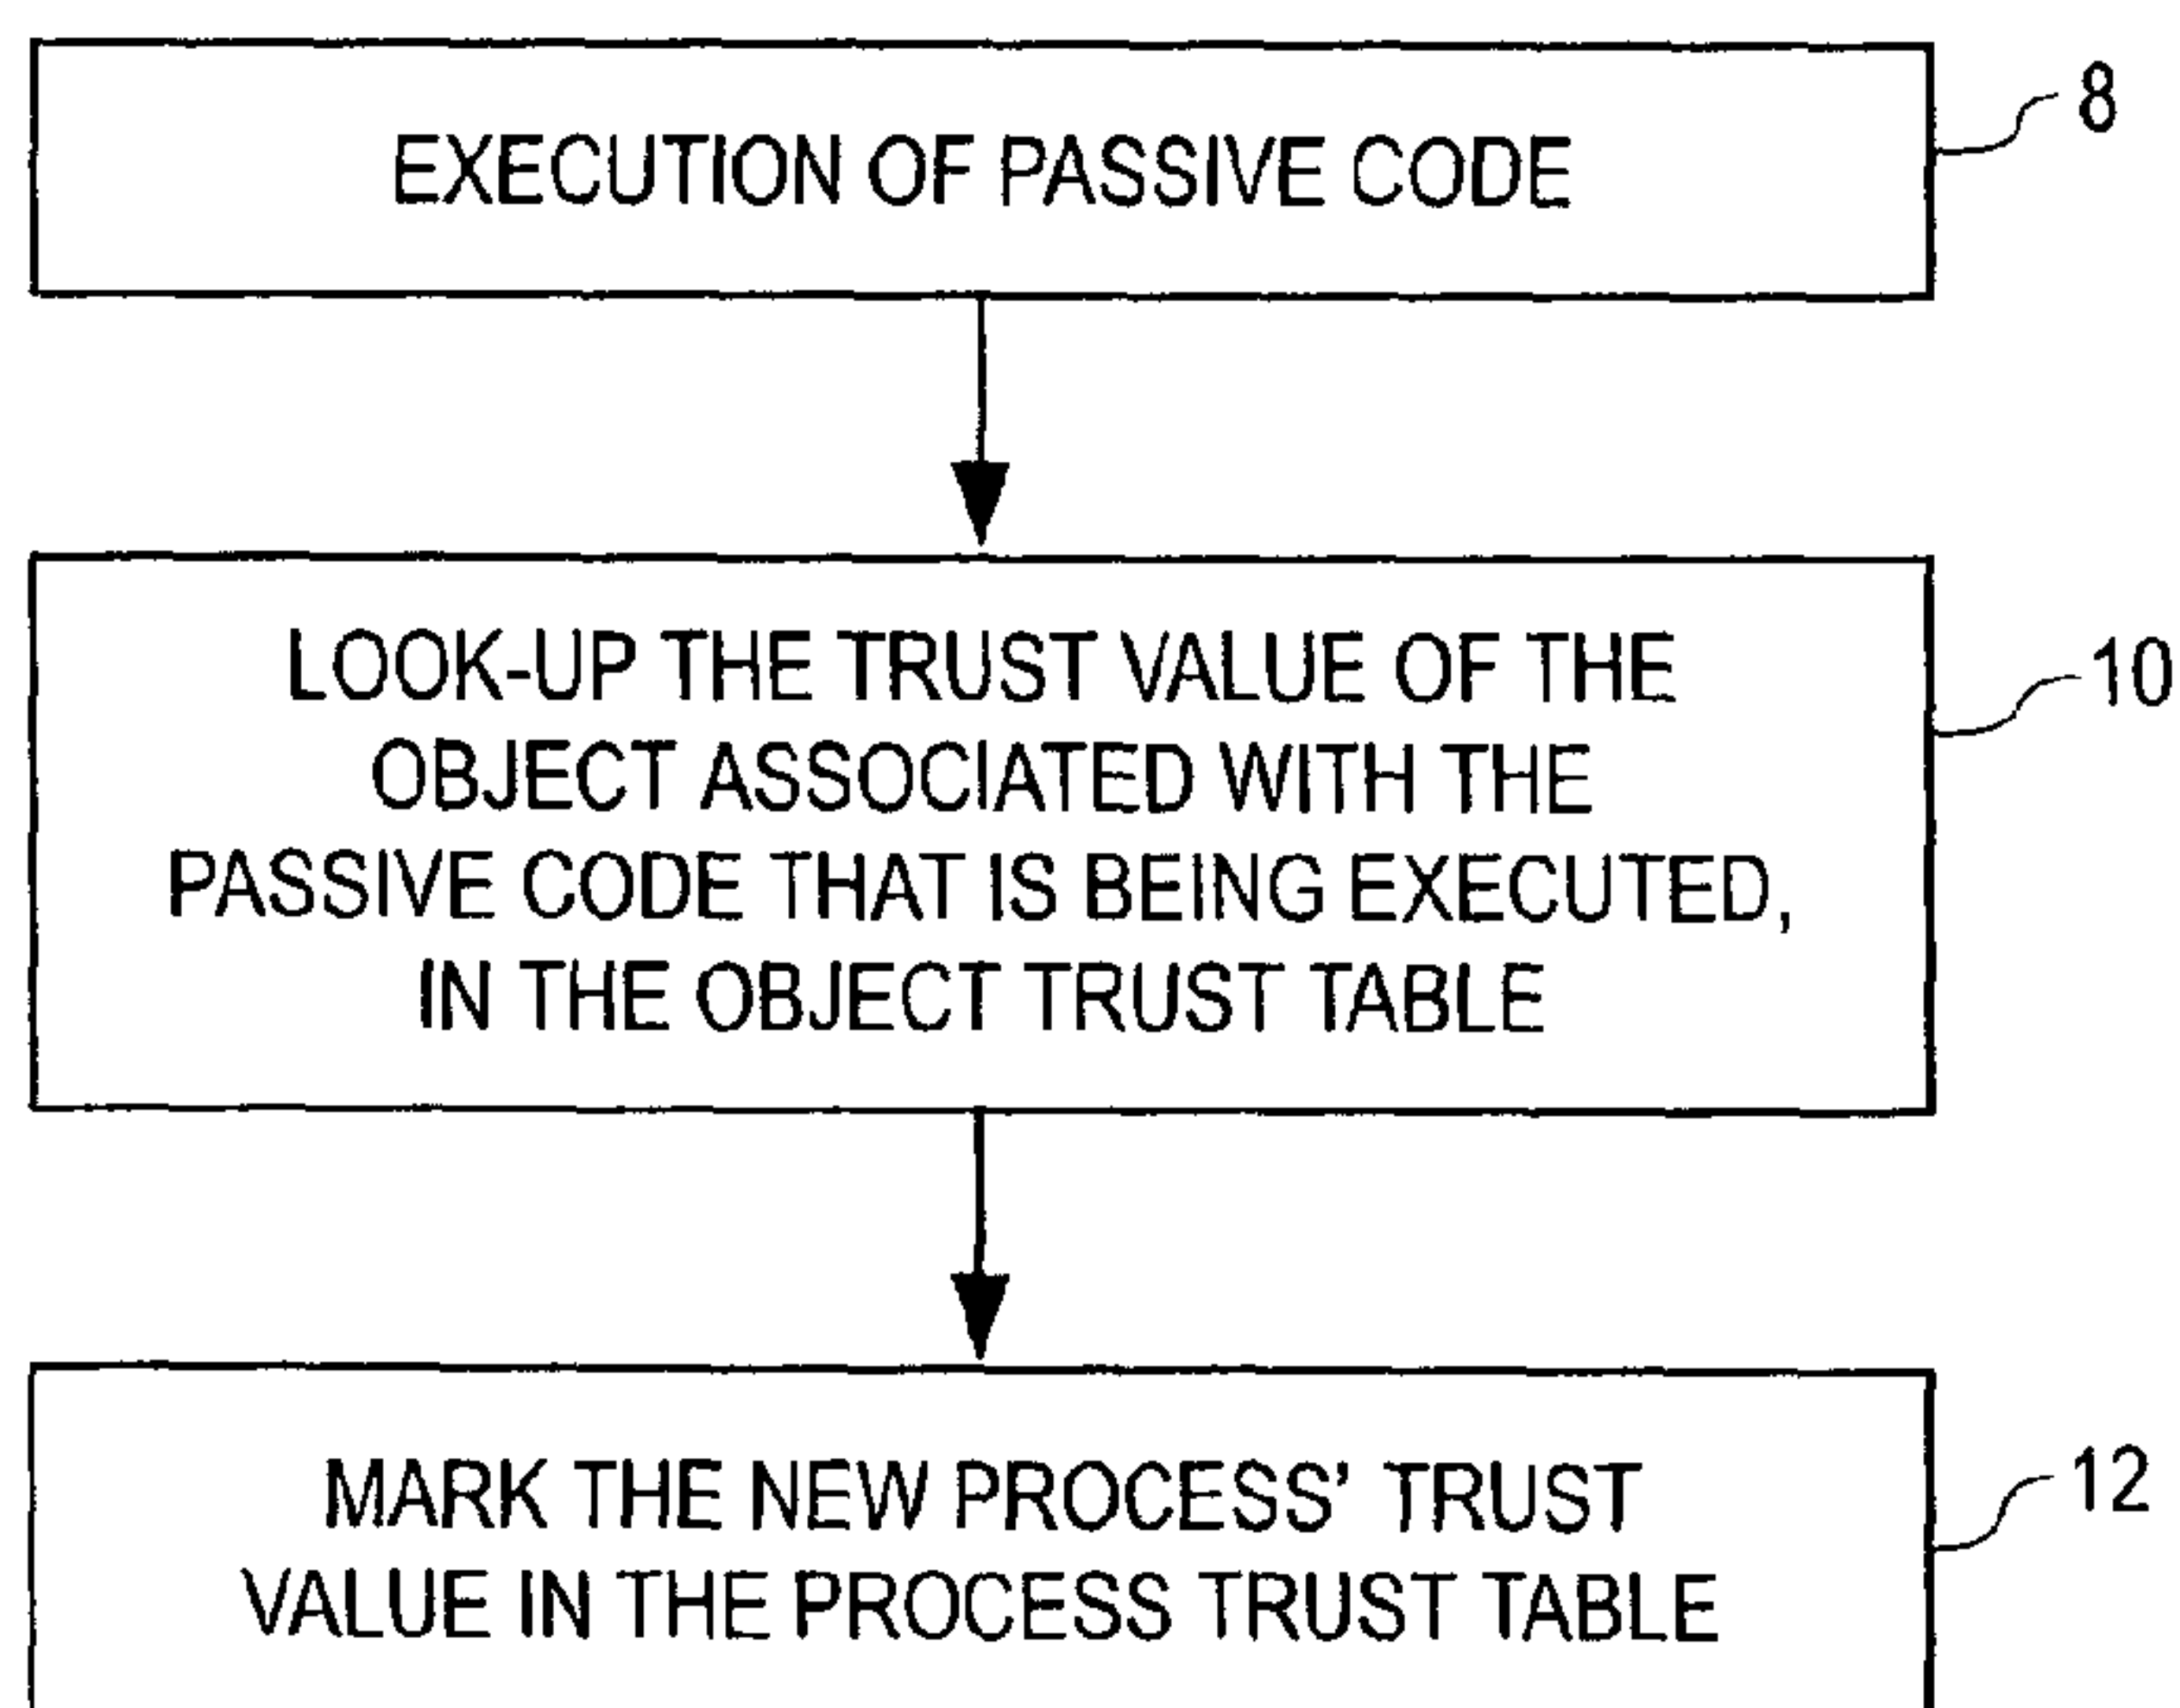 EXECUTION OF PASSIVE CODE
8
LOOK-UP THE TRUST VALUE OF THE
OBJECT ASSOCIATED WITH THE
PASSIVE CODE THAT IS BEING EXECUTED,
IN THE OBJECT TRUST TABLE
10
MARK THE NEW PROCESS’ TRUST
VALUE IN THE PROCESS TRUST TABLE
12